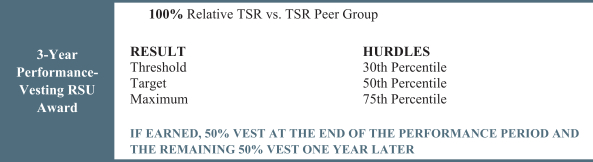 100% Relative TSR vs. TSR Peer Group
3-Year
Performance-
Vesting RSU
Award
RESULT HURDLES
Threshold 30th Percentile
Target 50th Percentile
Maximum 75th Percentile
IF EARNED, 50% VEST AT THE END OF THE PERFORMANCE PERIOD AND
THE REMAINING 50% VEST ONE YEAR LATER